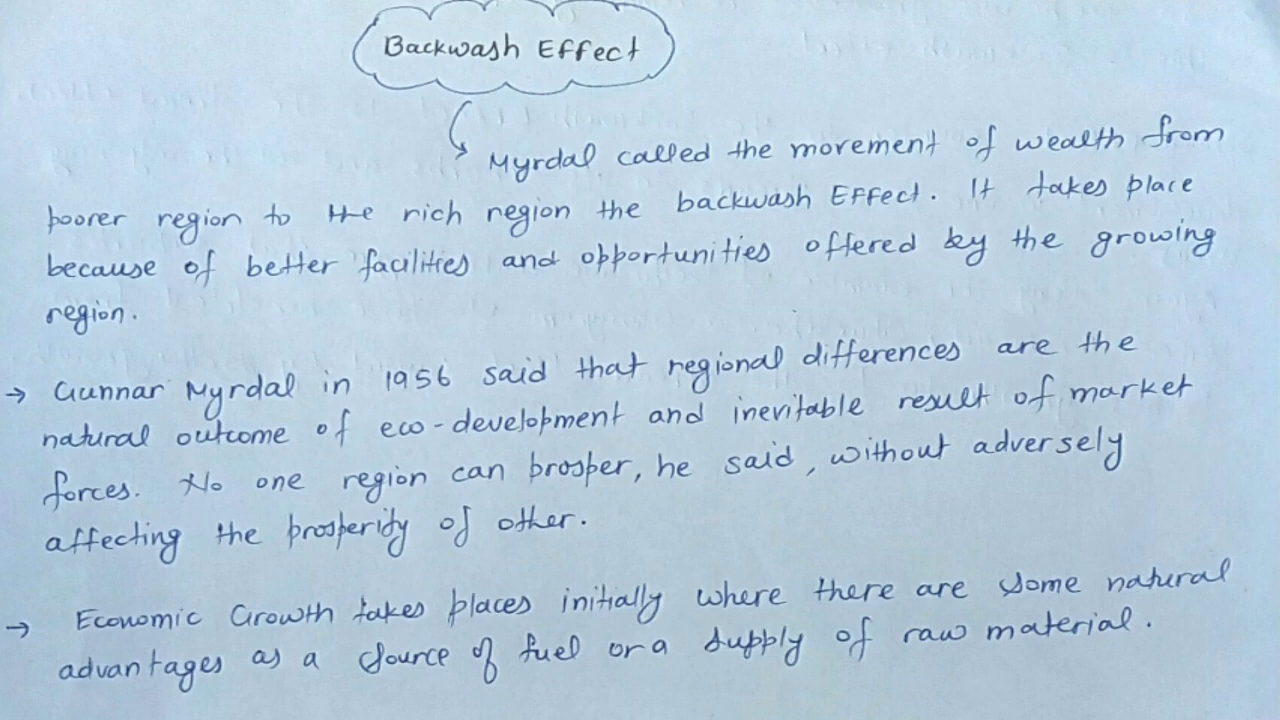 Backwash Effect
Myrdal called the movement of wealth from
poorer region to the rich region the backwash Effect. It takes place
because of better facilities and opportunities offered by the growing
region.
→ Gunnar Myrdal in 1956 said that regional differences are the
natural outcome of eco-development and inevitable result of market
forces. No one region can prosper, he said, without adversely
affecting the prosperity of other.
→ Economic Growth takes places initially where there are some natural
advantages as a source of fuel or a supply of raw material.